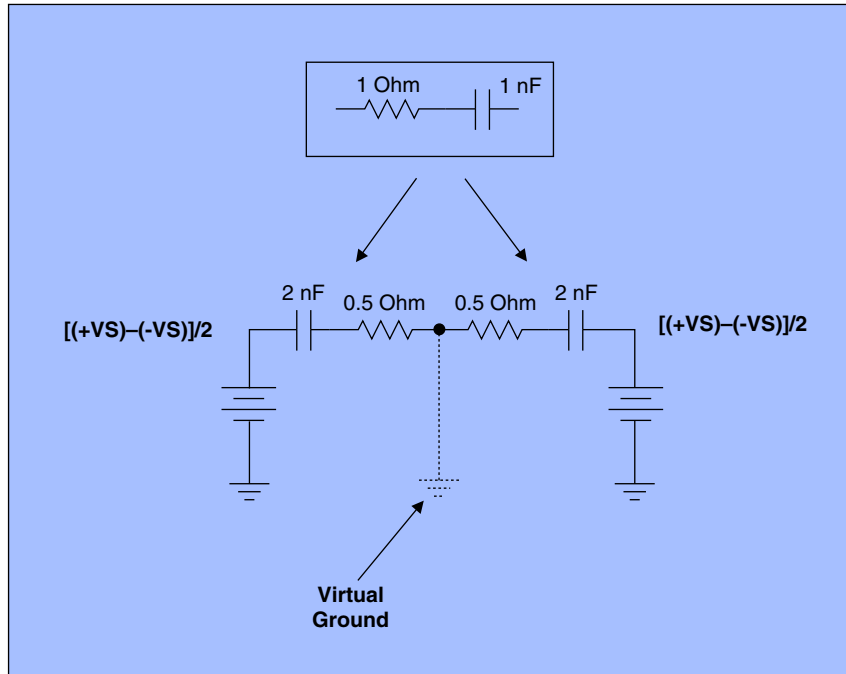 1 Ohm
1 nF
2 nF
0.5 Ohm
0.5 Ohm
2 nF
[(+VS)–(-VS)]/2
[(+VS)–(-VS)]/2
Virtual
Ground